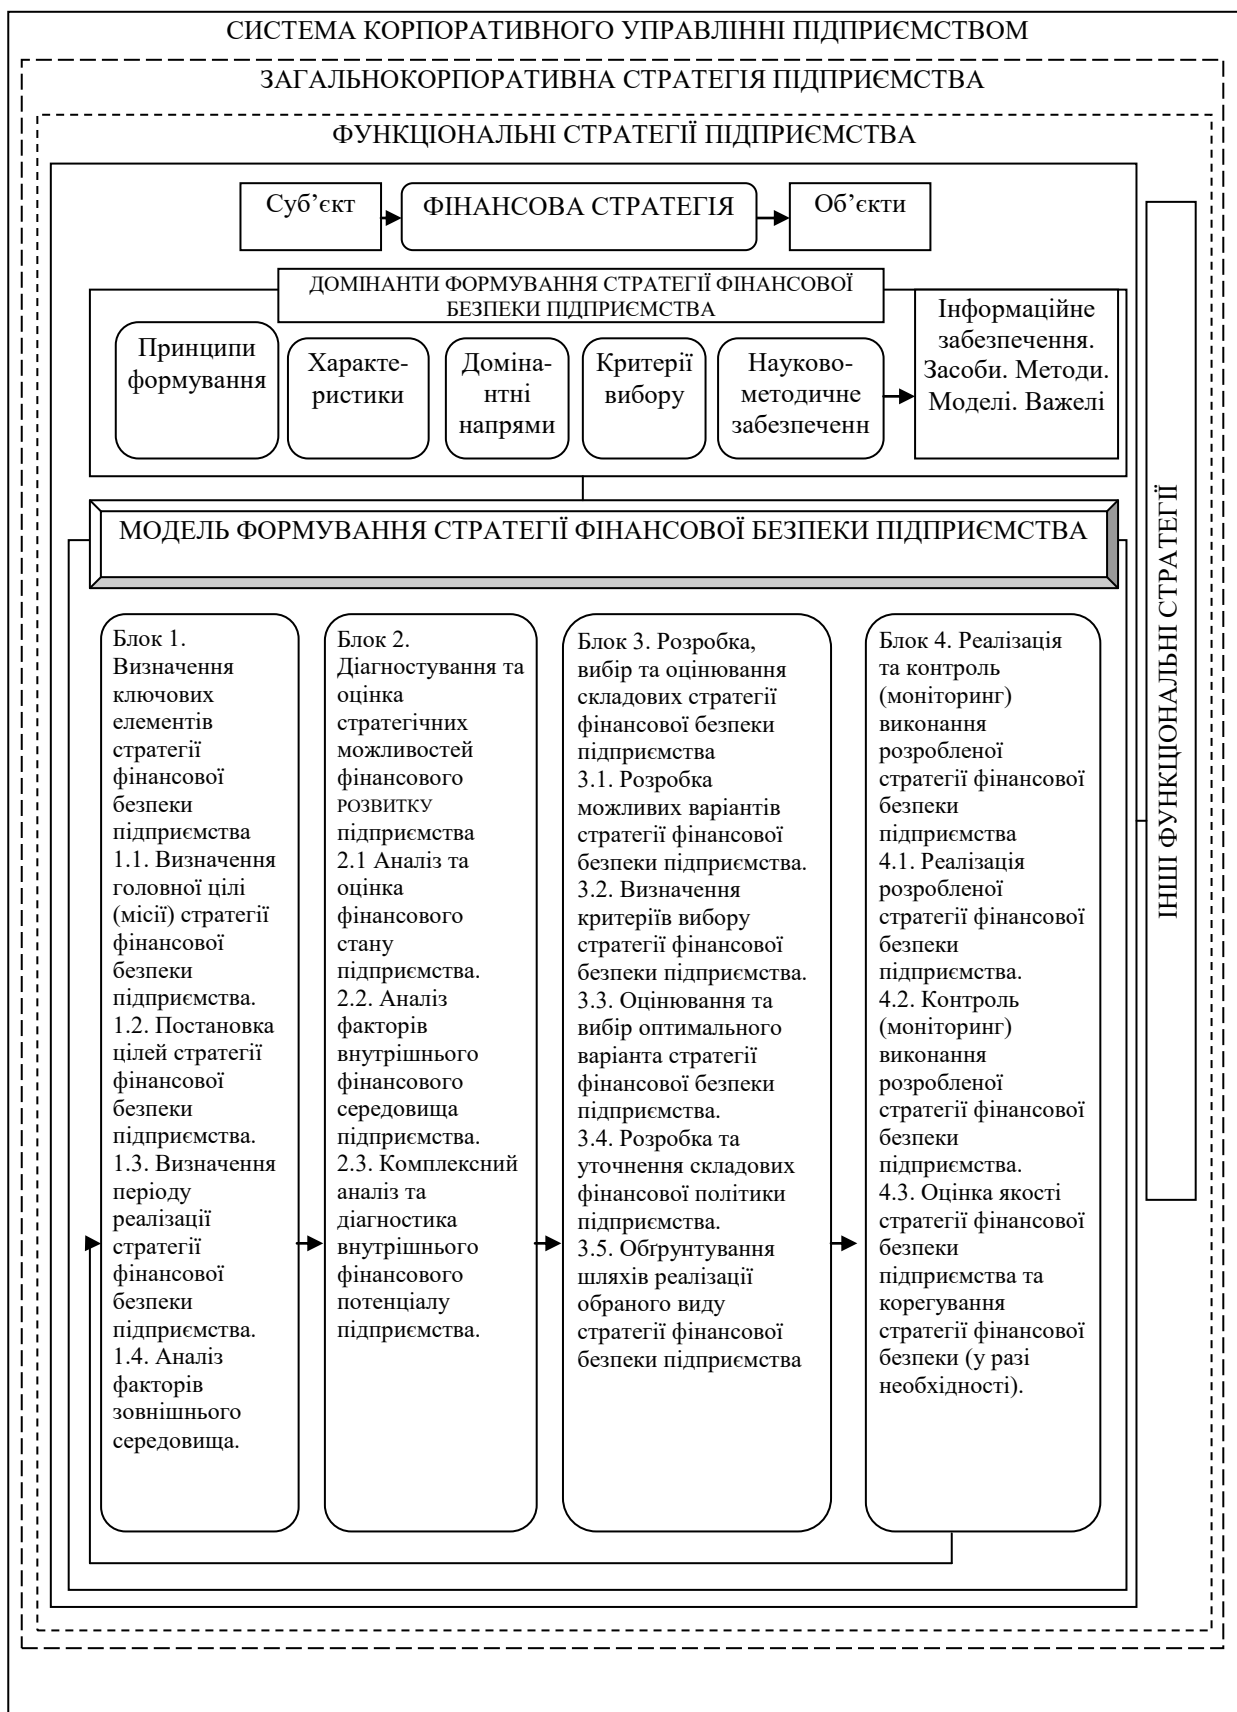 СИСТЕМА КОРПОРАТИВНОГО УПРАВЛІННІ ПІДПРИЄМСТВОМ
ЗАГАЛЬНОКОРПОРАТИВНА СТРАТЕГІЯ ПІДПРИЄМСТВА
ФУНКЦІОНАЛЬНІ СТРАТЕГІЇ ПІДПРИЄМСТВА
Суб’єкт
ФІНАНСОВА СТРАТЕГІЯ
Об’єкти
ДОМІНАНТИ ФОРМУВАННЯ СТРАТЕГІЇ ФІНАНСОВОЇ
БЕЗПЕКИ ПІДПРИЄМСТВА
Принципи
формування
Характе-
ристики
Доміна-
нтні
напрями
Критерії
вибору
Науково-
методичне
забезпеченн
Інформаційне
забезпечення.
Засоби. Методи.
Моделі. Важелі
МОДЕЛЬ ФОРМУВАННЯ СТРАТЕГІЇ ФІНАНСОВОЇ БЕЗПЕКИ ПІДПРИЄМСТВА
Блок 1.
Визначення
ключових
елементів
стратегії
фінансової
безпеки
підприємства
1.1. Визначення
головної цілі
(місії) стратегії
фінансової
безпеки
підприємства.
1.2. Постановка
цілей стратегії
фінансової
безпеки
підприємства.
1.3. Визначення
періоду
реалізації
стратегії
фінансової
безпеки
підприємства.
1.4. Аналіз
факторів
зовнішнього
середовища.
Блок 2.
Діагностування та
оцінка
стратегічних
можливостей
фінансового
РОЗВИТКУ
підприємства
2.1 Аналіз та
оцінка
фінансового
стану
підприємства.
2.2. Аналіз
факторів
внутрішнього
фінансового
середовища
підприємства.
2.3. Комплексний
аналіз та
діагностика
внутрішнього
фінансового
потенціалу
підприємства.
Блок 3. Розробка,
вибір та оцінювання
складових стратегії
фінансової безпеки
підприємства
3.1. Розробка
можливих варіантів
стратегії фінансової
безпеки підприємства.
3.2. Визначення
критеріїв вибору
стратегії фінансової
безпеки підприємства.
3.3. Оцінювання та
вибір оптимального
варіанта стратегії
фінансової безпеки
підприємства.
3.4. Розробка та
уточнення складових
фінансової політики
підприємства.
3.5. Обґрунтування
шляхів реалізації
обраного виду
стратегії фінансової
безпеки підприємства
Блок 4. Реалізація
та контроль
(моніторинг)
виконання
розробленої
стратегії фінансової
безпеки
підприємства
4.1. Реалізація
розробленої
стратегії фінансової
безпеки
підприємства.
4.2. Контроль
(моніторинг)
виконання
розробленої
стратегії фінансової
безпеки
підприємства.
4.3. Оцінка якості
стратегії фінансової
безпеки
підприємства та
корегування
стратегії фінансової
безпеки (у разі
необхідності).
ІНШІ ФУНКЦІОНАЛЬНІ СТРАТЕГІЇ